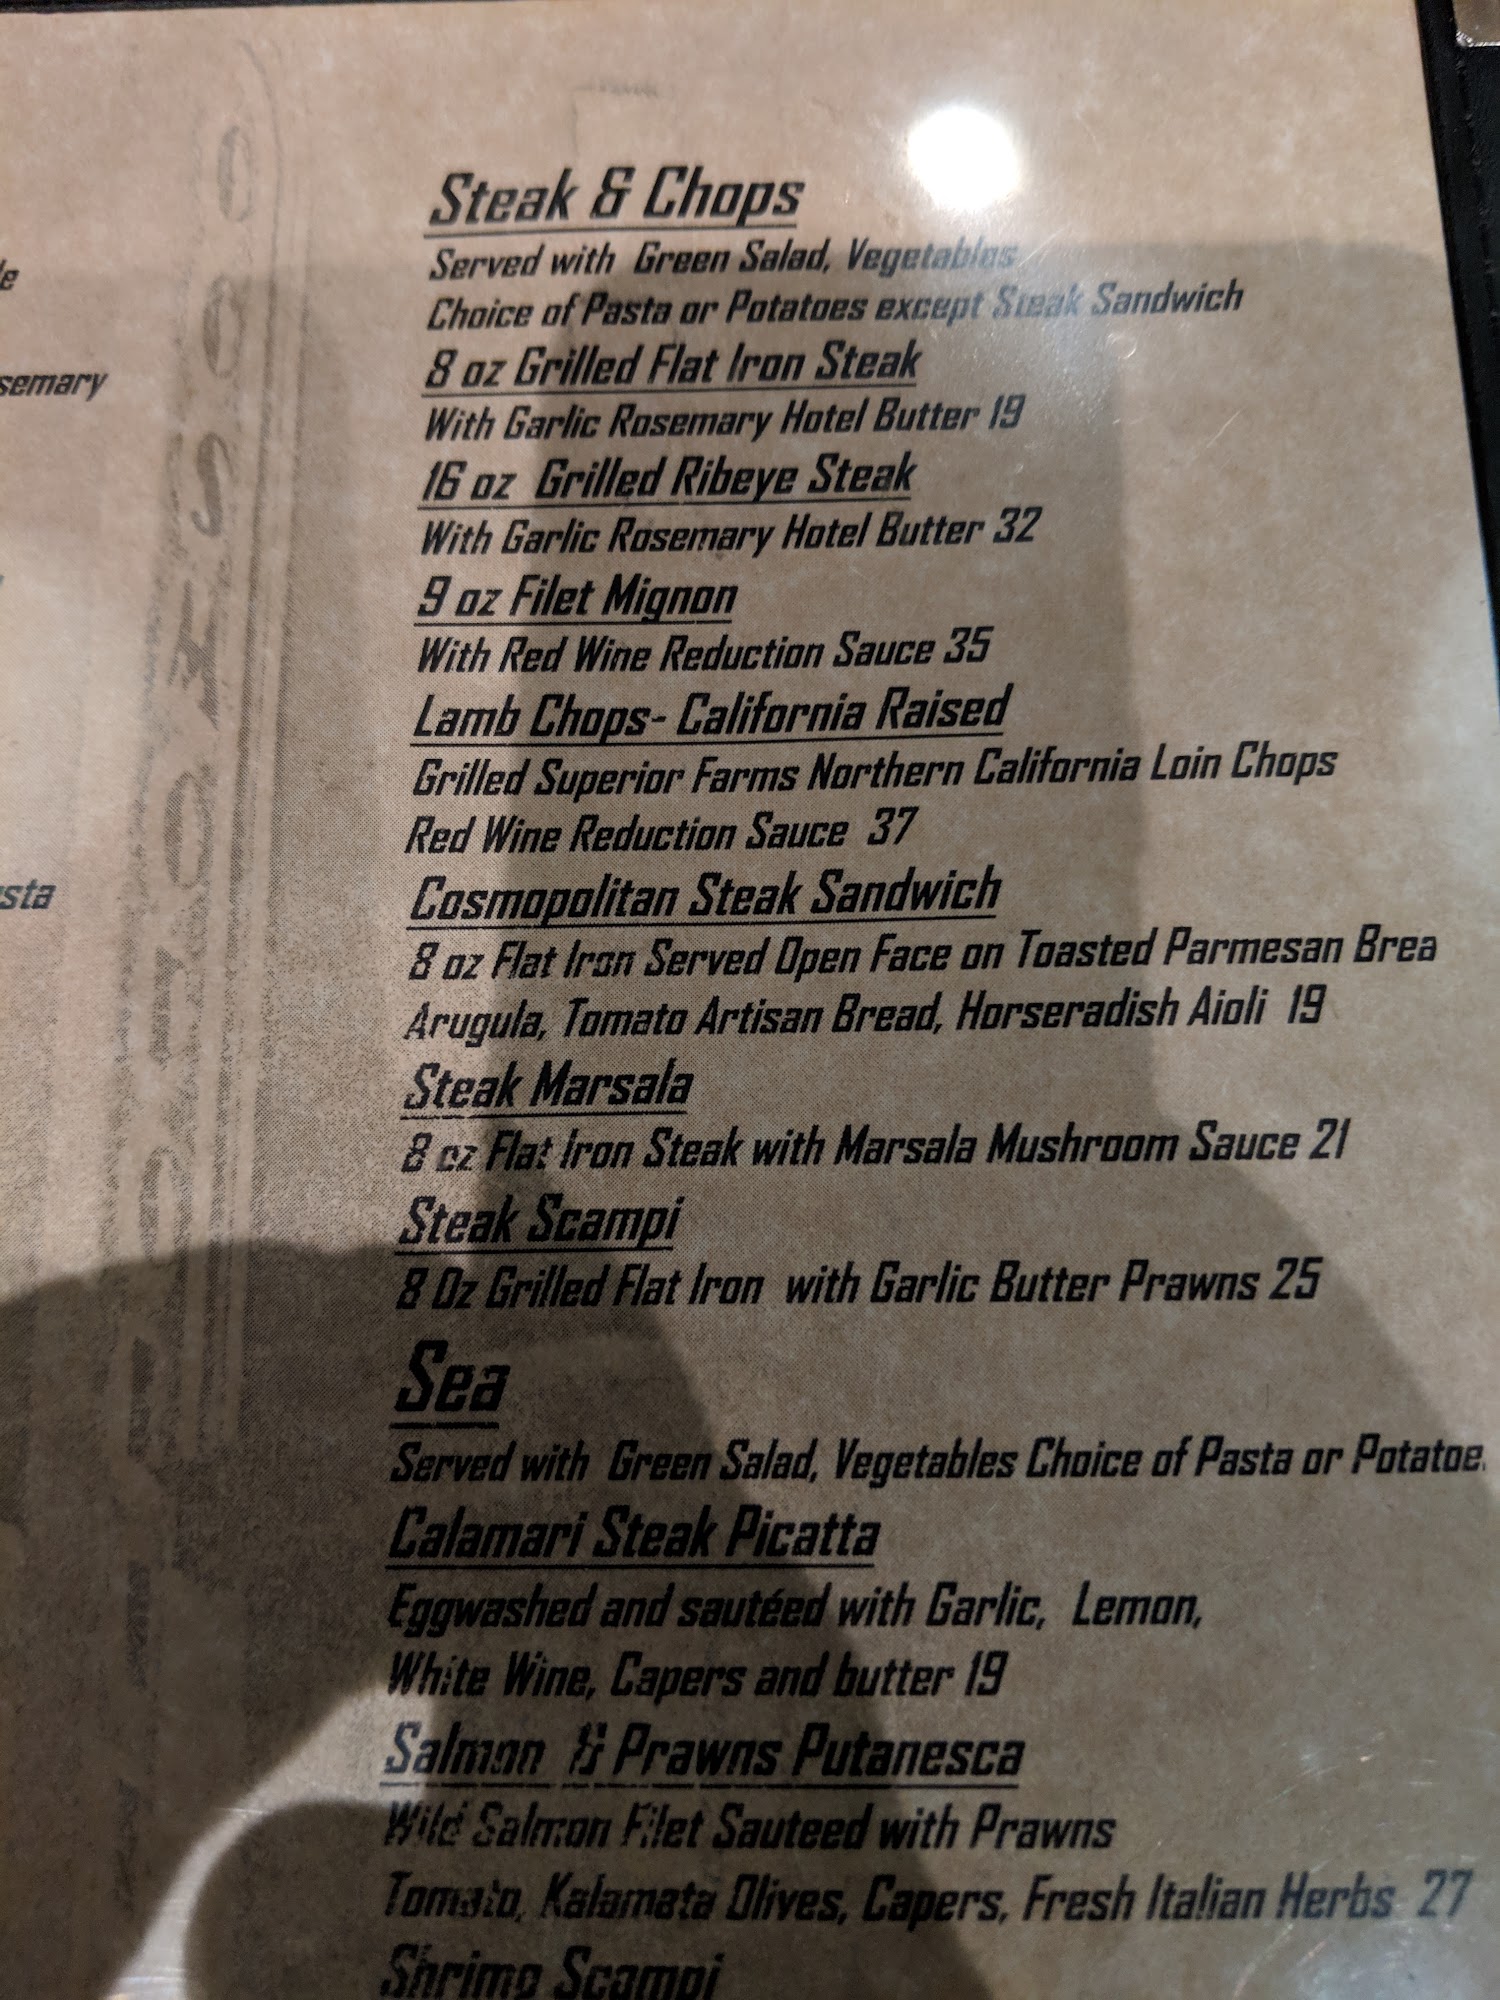 le
semary
sta
Steak & Chops
Served with Green Salad, Vegetables
Choice of Pasta or Potatoes except Steak Sandwich
8 oz Grilled Flat Iron Steak
With Garlic Rosemary Hotel Butter 19
16 oz Grilled Ribeye Steak
With Garlic Rosemary Hotel Butter 32
9 oz Filet Mignon
With Red Wine Reduction Sauce 35
Lamb Chops- California Raised
Grilled Superior Farms Northern California Loin Chops
Red Wine Reduction Sauce 37
Cosmopolitan Steak Sandwich
8 oz Flat Iron Served Open Face on Toasted Parmesan Brea
Arugula, Tomato Artisan Bread, Horseradish Aioli 19
Steak Marsala
8 oz Flat Iron Steak with Marsala Mushroom Sauce 21
Steak Scampi
8 Oz Grilled Flat Iron with Garlic Butter Prawns 25
Sea
Served with Green Salad, Vegetables Choice of Pasta or Potatoe
Calamari Steak Picatta
Eggwashed and sautéed with Garlic, Lemon,
White Wine, Capers and butter 19
Salmon & Prawns Putanesca
Wild Salmon Filet Sauteed with Prawns
Tomato, Kalamata Olives, Capers, Fresh Italian Herbs 27
Shrimp Scampi